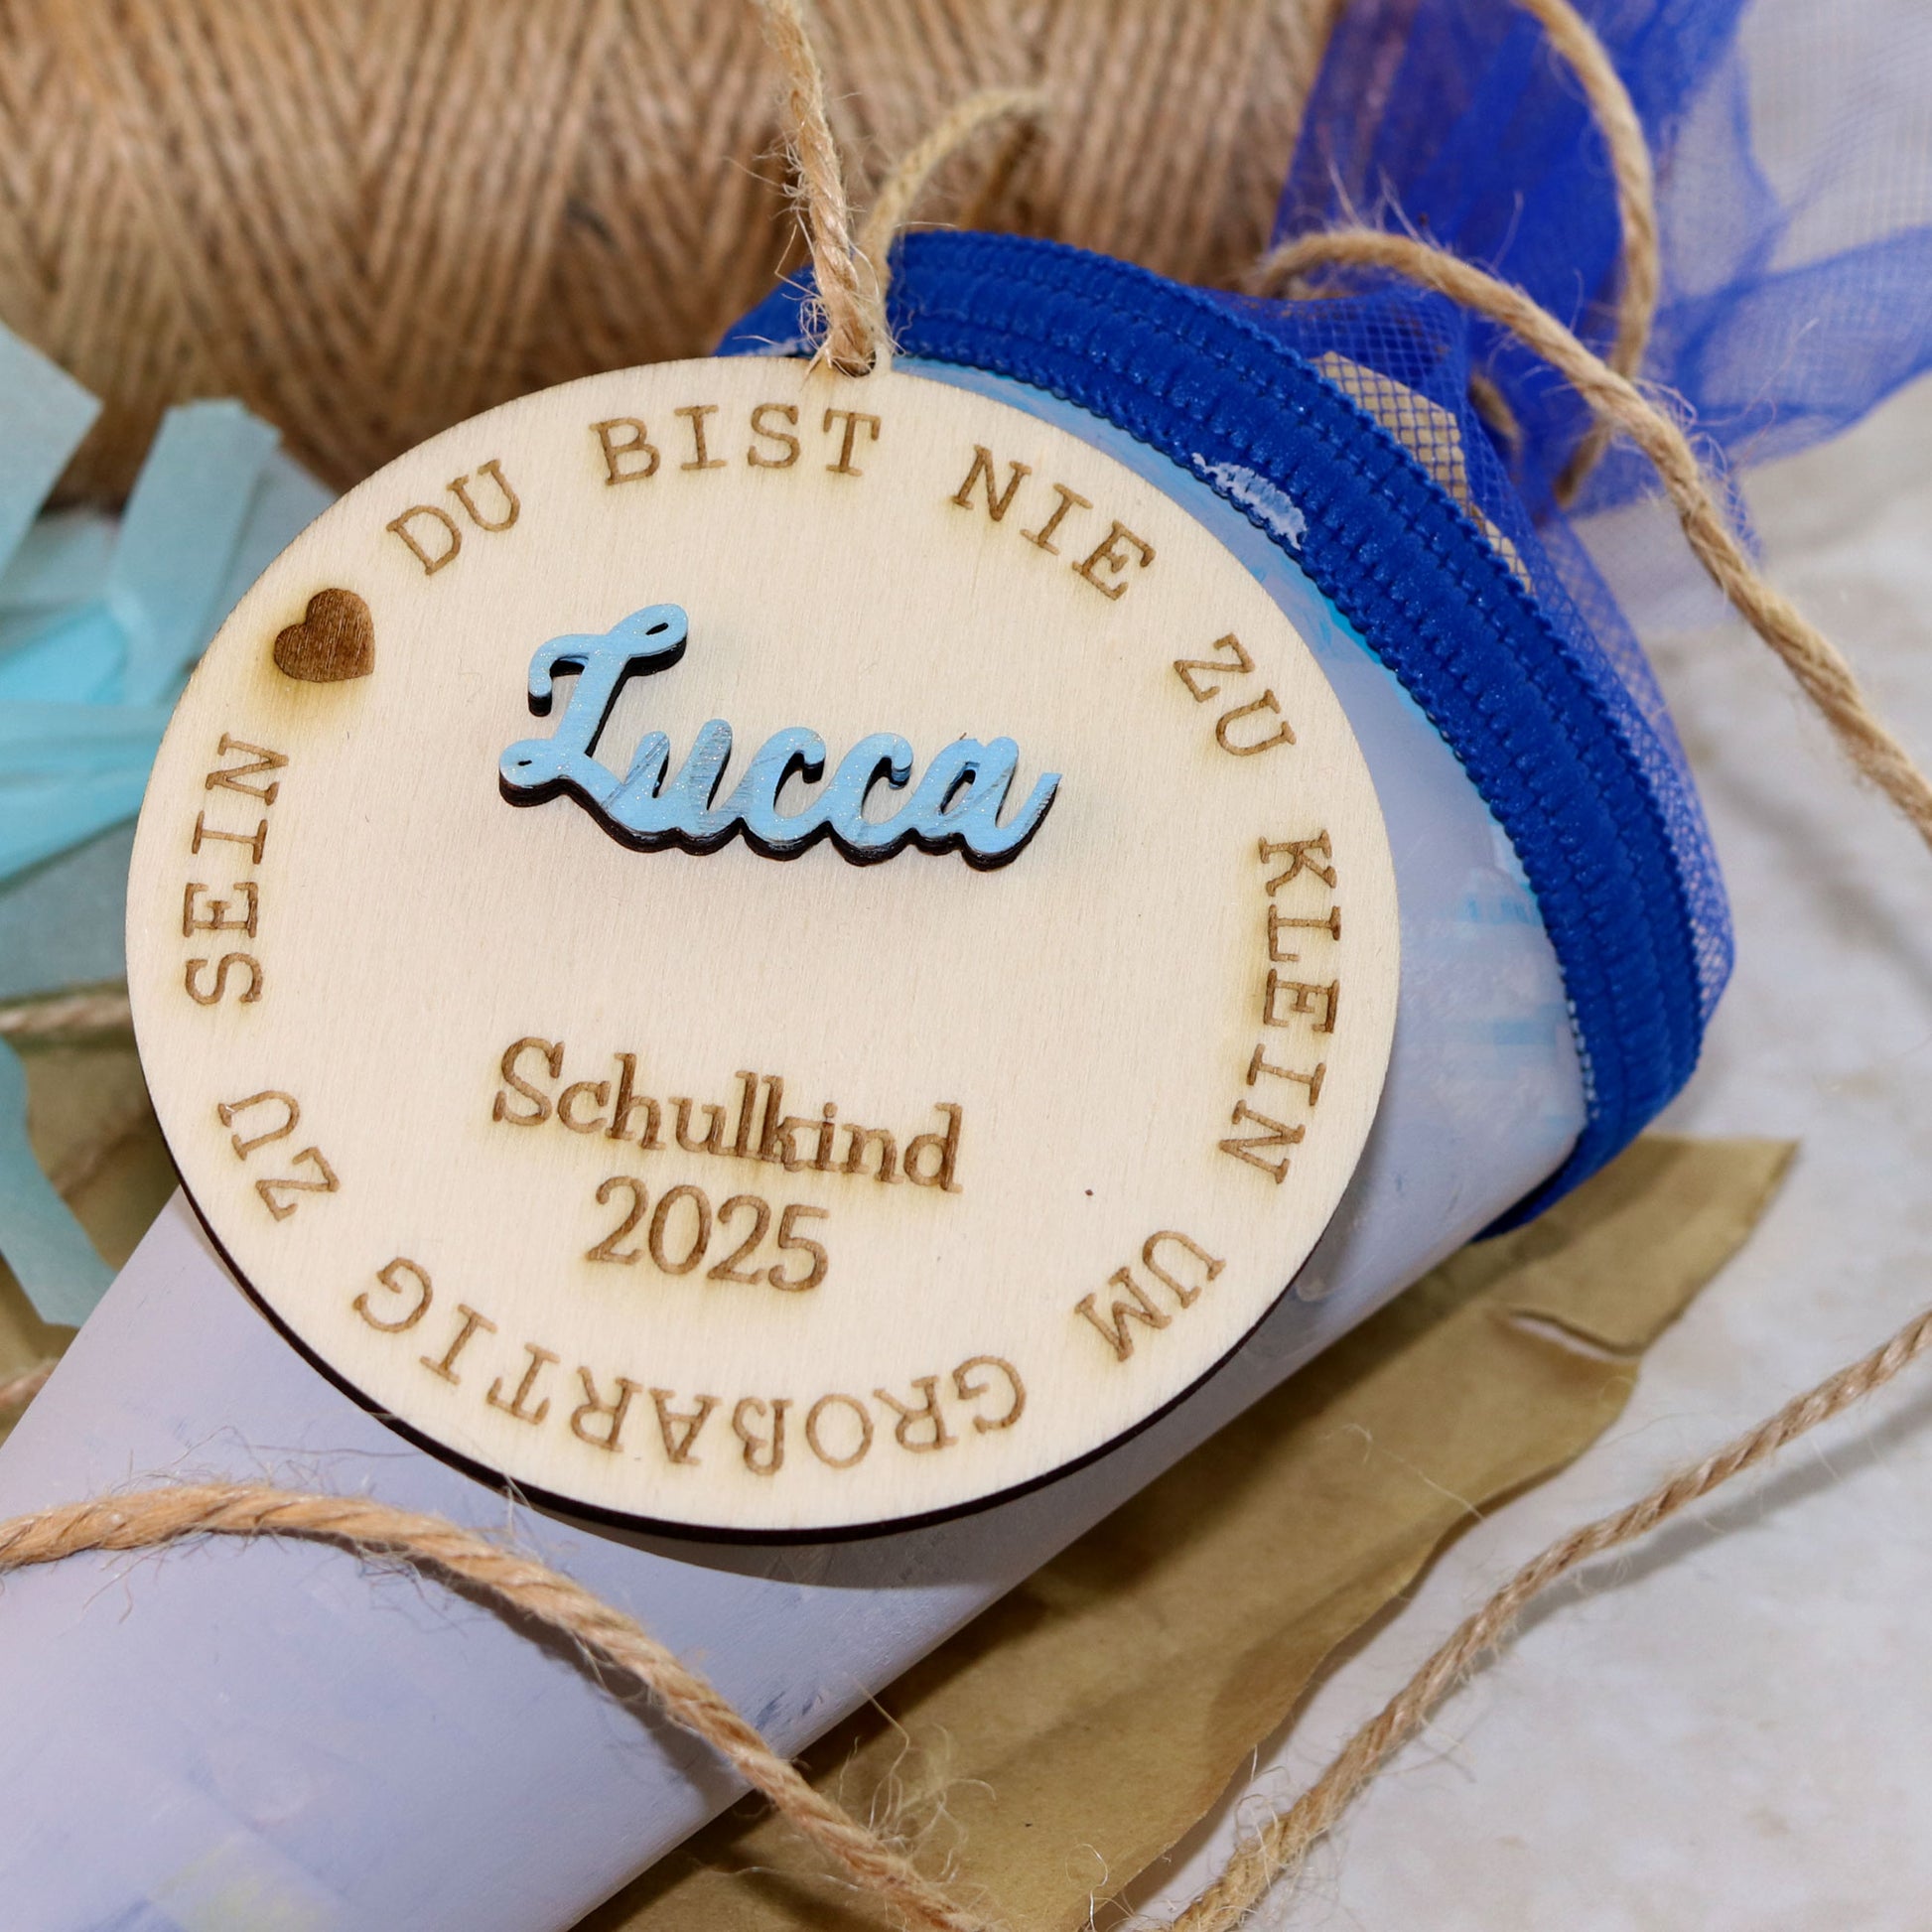 DU BIST NIE ZU KLEIN UM GROßARTIG ZU SEIN
Lucca
Schulkind
2025